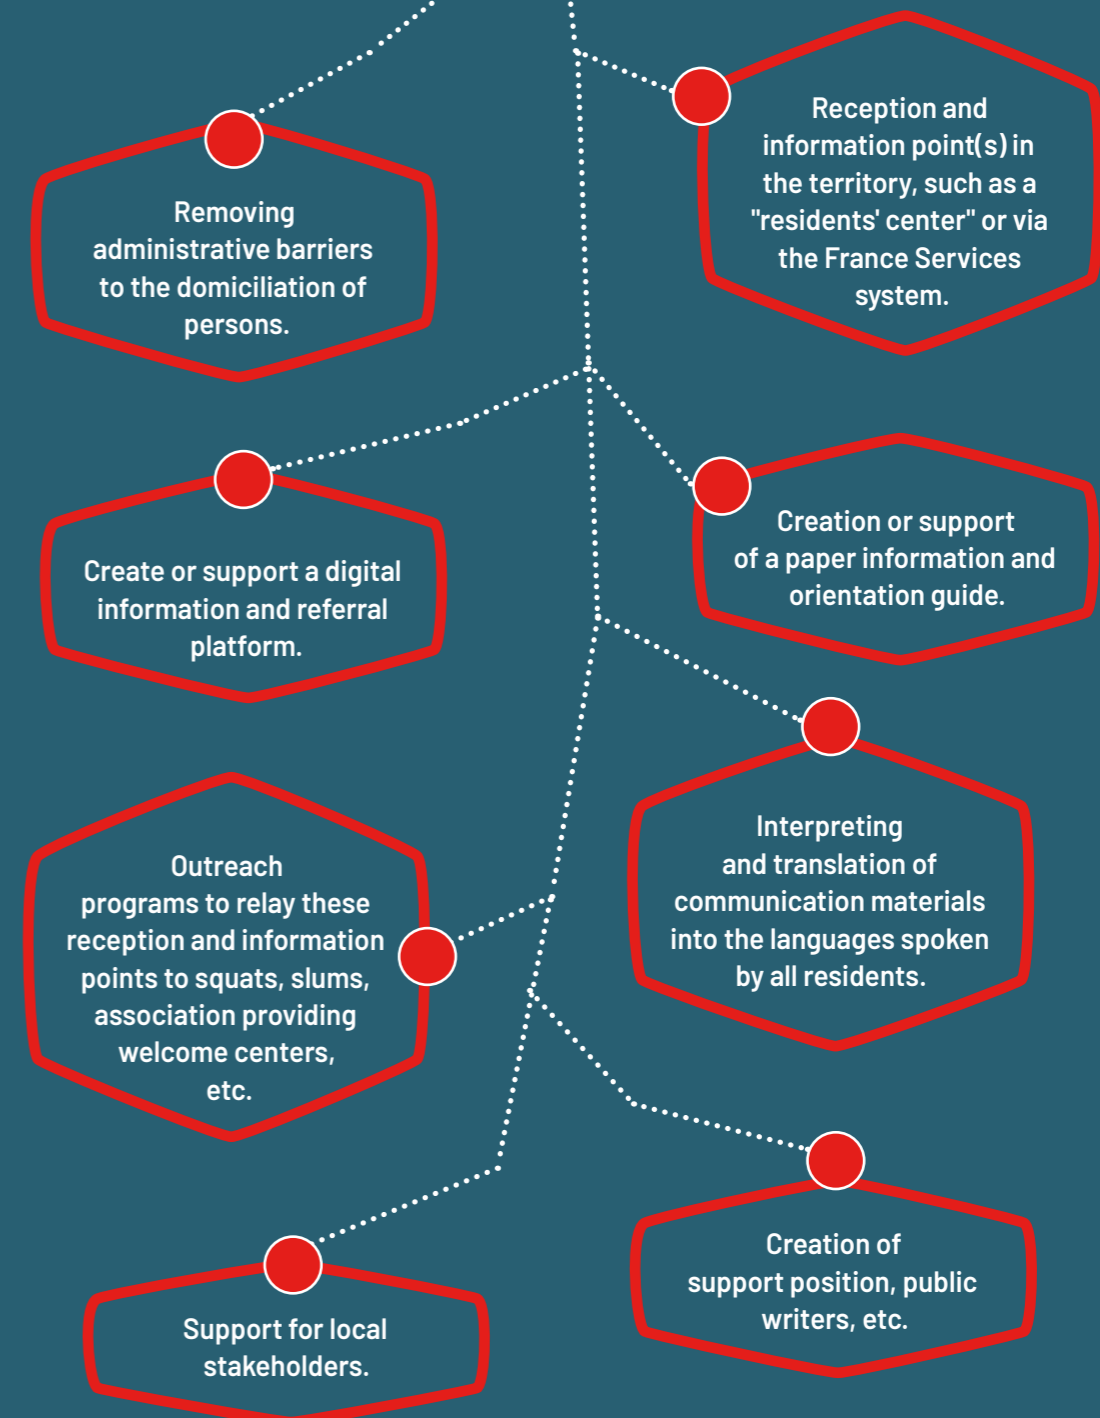 Reception and
information point(s) in
the territory, such as a
"residents' center" or via
the France Services
system.
Removing
administrative barriers
to the domiciliation of
persons.
Creation or support
of a paper information and
orientation guide.
Create or support a digital
information and referral
platform.
Interpreting
and translation of
communication materials
into the languages spoken
by all residents.
Outreach
programs to relay these
reception and information
points to squats, slums,
association providing
welcome centers,
etc.
Creation of
support position, public
writers, etc.
Support for local
stakeholders.